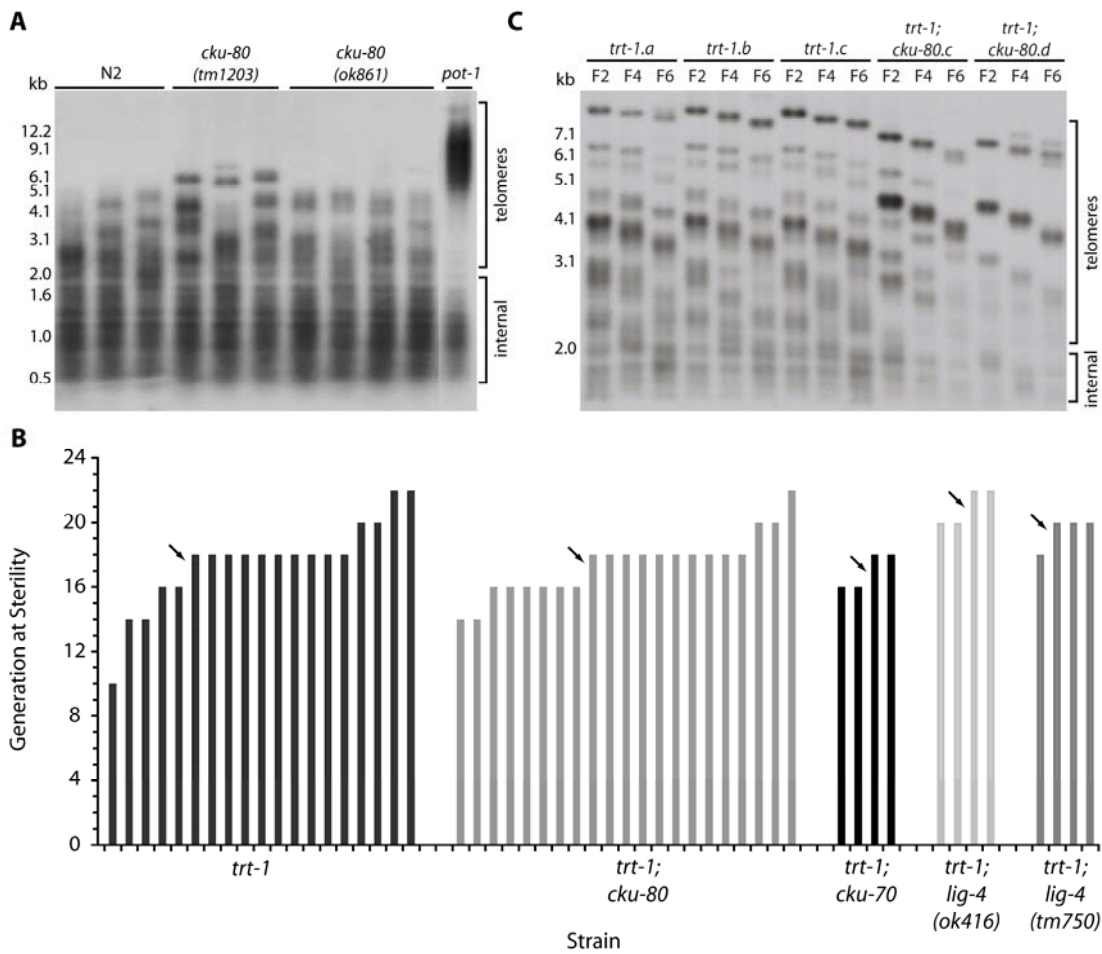 A
N2
cku-80
(tm1203)
cku-80
(ok861)
pot-1
kb
12.2
9.1
6.1
5.1
4.1
3.1
2.0
1.6
1.0
0.5
telomeres
internal
C
trt-1.a
trt-1.b
trt-1.c
trt-1;
cku-80.c
trt-1;
cku-80.d
kb
F2 F4 F6 F2 F4 F6 F2 F4 F6 F2 F4 F6 F2 F4 F6
7.1
6.1
5.1
4.1
3.1
2.0
telomeres
internal
B
Generation at Sterility
24
20
16
12
8
4
0
trt-1
trt-1;
cku-80
trt-1;
cku-70
trt-1;
lig-4
(ok416)
trt-1;
lig-4
(tm750)
Strain